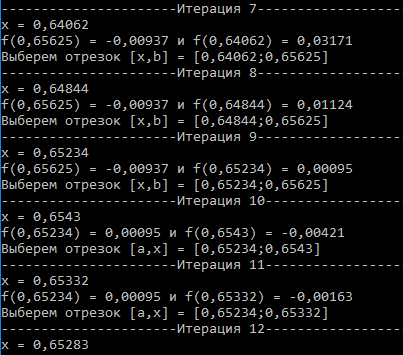 ----------------------Итерация 7------------------
x = 0,64062
f(0,65625) = -0,00937 и f(0,64062) = 0,03171
Выберем отрезок [x,b] = [0,64062;0,65625]
----------------------Итерация 8------------------
x = 0,64844
f(0,65625) = -0,00937 и f(0,64844) = 0,01124
Выберем отрезок [x,b] = [0,64844;0,65625]
----------------------Итерация 9------------------
x = 0,65234
f(0,65625) = -0,00937 и f(0,65234) = 0,00095
Выберем отрезок [x,b] = [0,65234;0,65625]
----------------------Итерация 10-----------------
x = 0,6543
f(0,65234) = 0,00095 и f(0,6543) = -0,00421
Выберем отрезок [a,x] = [0,65234;0,6543]
----------------------Итерация 11-----------------
x = 0,65332
f(0,65234) = 0,00095 и f(0,65332) = -0,00163
Выберем отрезок [a,x] = [0,65234;0,65332]
----------------------Итерация 12-----------------
x = 0,65283